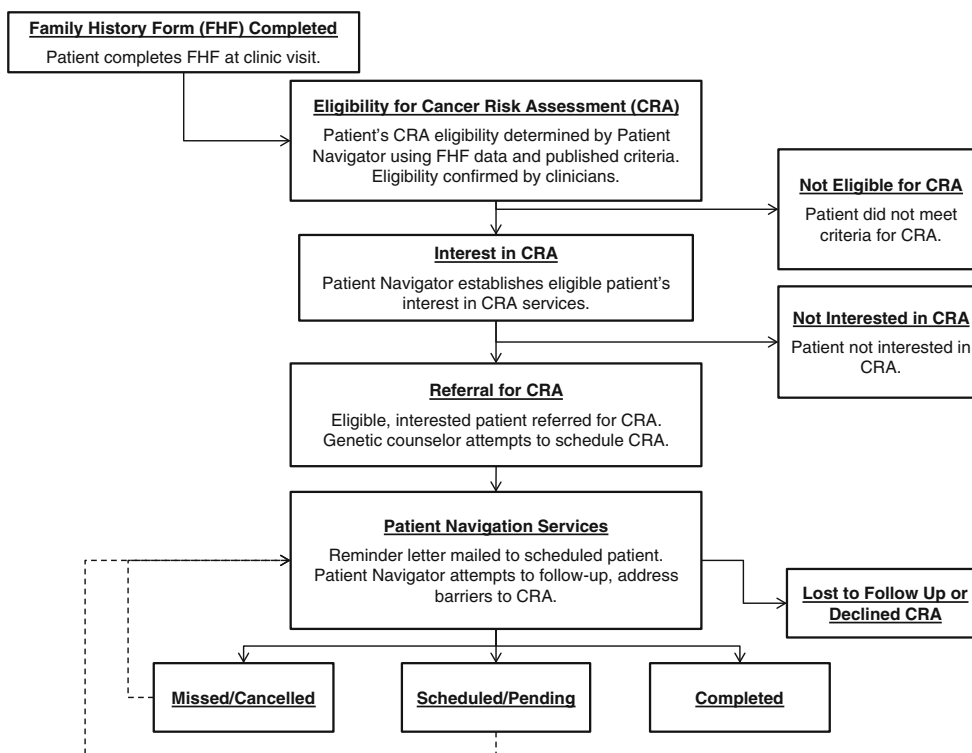 Family History Form (FHF) Completed
Patient completes FHF at clinic visit.
Eligibility for Cancer Risk Assessment (CRA)
Patient's CRA eligibility determined by Patient
Navigator using FHF data and published criteria.
Eligibility confirmed by clinicians.
Not Eligible for CRA
Patient did not meet
criteria for CRA.
Interest in CRA
Patient Navigator establishes eligible patient's
interest in CRA services.
Not Interested in CRA
Patient not interested in
CRA.
Referral for CRA
Eligible, interested patient referred for CRA.
Genetic counselor attempts to schedule CRA.
Patient Navigation Services
Reminder letter mailed to scheduled patient.
Patient Navigator attempts to follow-up, address
barriers to CRA.
Lost to Follow Up or
Declined CRA
Missed/Cancelled
Scheduled/Pending
Completed